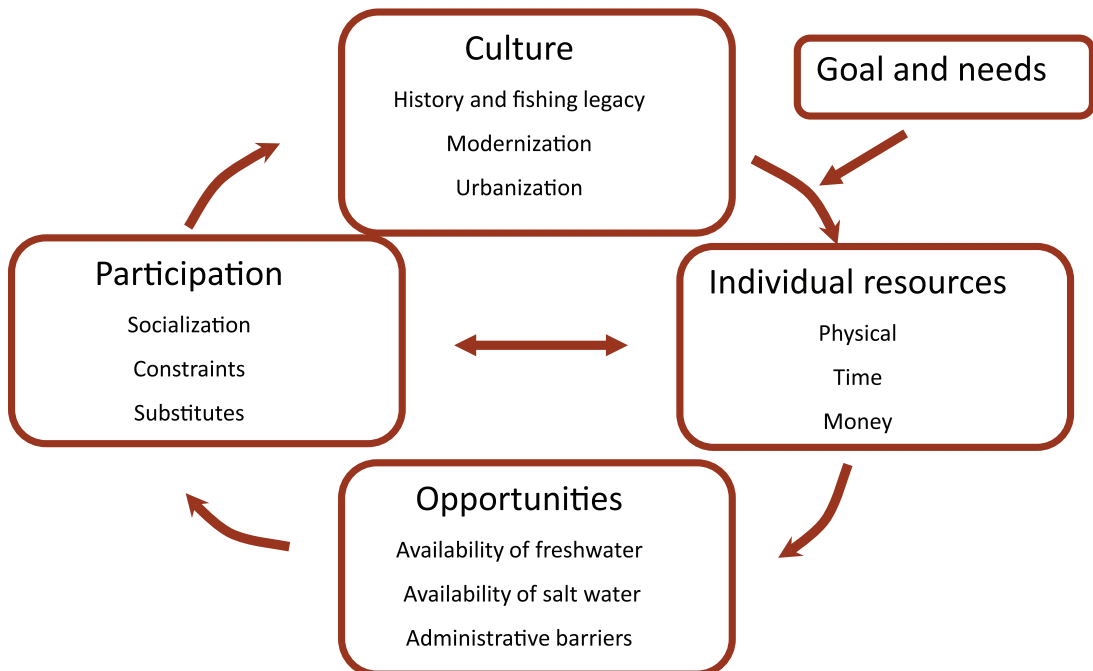 Culture
History and fishing legacy
Modernization
Urbanization
Goal and needs
Participation
Socialization
Constraints
Substitutes
Individual resources
Physical
Time
Money
Opportunities
Availability of freshwater
Availability of salt water
Administrative barriers